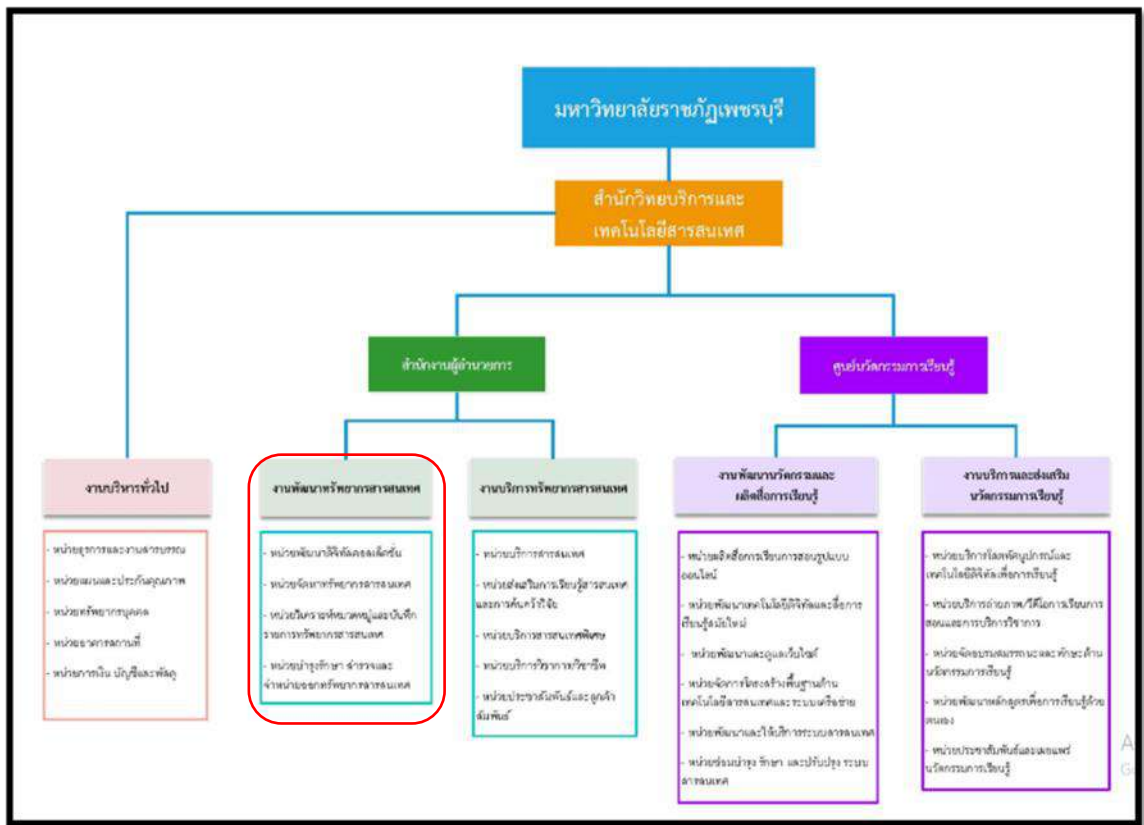 มหาวิทยาลัยราชภัฏเพชรบุรี
สำนักวิทยบริการและ
เทคโนโลยีสารสนเทศ
สำนักงานผู้อำนวยการ
ศูนย์นวัตกรรมการเรียนรู้
งานบริหารทั่วไป
- หน่วยธุรการและงานสารบรรณ
- หน่วยแผนและประกันคุณภาพ
- หน่วยทรัพยากรบุคคล
- หน่วยอาคารสถานที่
- หน่วยการเงิน บัญชีและพัสดุ
งานพัฒนาทรัพยากรสารสนเทศ
- หน่วยพัฒนาดิจิทัลคอลเล็คชั่น
- หน่วยจัดหาทรัพยากรสารสนเทศ
- หน่วยวิเคราะห์หมวดหมู่และบันทึก
รายการทรัพยากรสารสนเทศ
- หน่วยบำรุงรักษา สำรวจและ
จำหน่ายออกทรัพยากรสารสนเทศ
งานบริการทรัพยากรสารสนเทศ
- หน่วยบริการสารสนเทศ
- หน่วยส่งเสริมการเรียนรู้สารสนเทศ
และการค้นคว้าวิจัย
- หน่วยบริการสารสนเทศพิเศษ
- หน่วยบริการวิชาการวิชาชีพ
- หน่วยประชาสัมพันธ์และลูกค้า
สัมพันธ์
งานพัฒนานวัตกรรมและ
ผลิตสื่อการเรียนรู้
- หน่วยผลิตสื่อการเรียนการสอนรูปแบบ
ออนไลน์
- หน่วยพัฒนาเทคโนโลยีดิจิทัลและสื่อการ
เรียนรู้สมัยใหม่
- หน่วยพัฒนาและดูแลเว็บไซต์
- หน่วยจัดการโครงสร้างพื้นฐานด้าน
เทคโนโลยีสารสนเทศและระบบเครือข่าย
- หน่วยพัฒนาและให้บริการระบบสารสนเทศ
- หน่วยซ่อมบำรุง รักษา และปรับปรุง ระบบ
สารสนเทศ
งานบริการและส่งเสริม
นวัตกรรมการเรียนรู้
- หน่วยบริการโสตทัศนูปกรณ์และ
เทคโนโลยีดิจิทัลเพื่อการเรียนรู้
- หน่วยบริการถ่ายภาพ/วีดีโอการเรียนการ
สอนและการบริการวิชาการ
- หน่วยจัดอบรมสมรรถนะและทักษะด้าน
นวัตกรรมการเรียนรู้
- หน่วยพัฒนาหลักสูตรเพื่อการเรียนรู้ด้วย
ตนเอง
- หน่วยประชาสัมพันธ์และเผยแพร่
นวัตกรรมการเรียนรู้